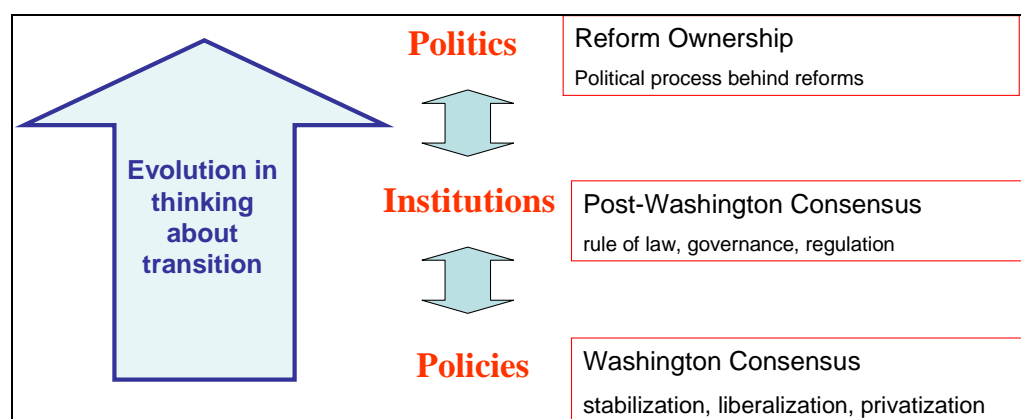 Politics
Reform Ownership
Political process behind reforms
Evolution in
thinking
about
transition
Institutions
Post-Washington Consensus
rule of law, governance, regulation
Policies
Washington Consensus
stabilization, liberalization, privatization